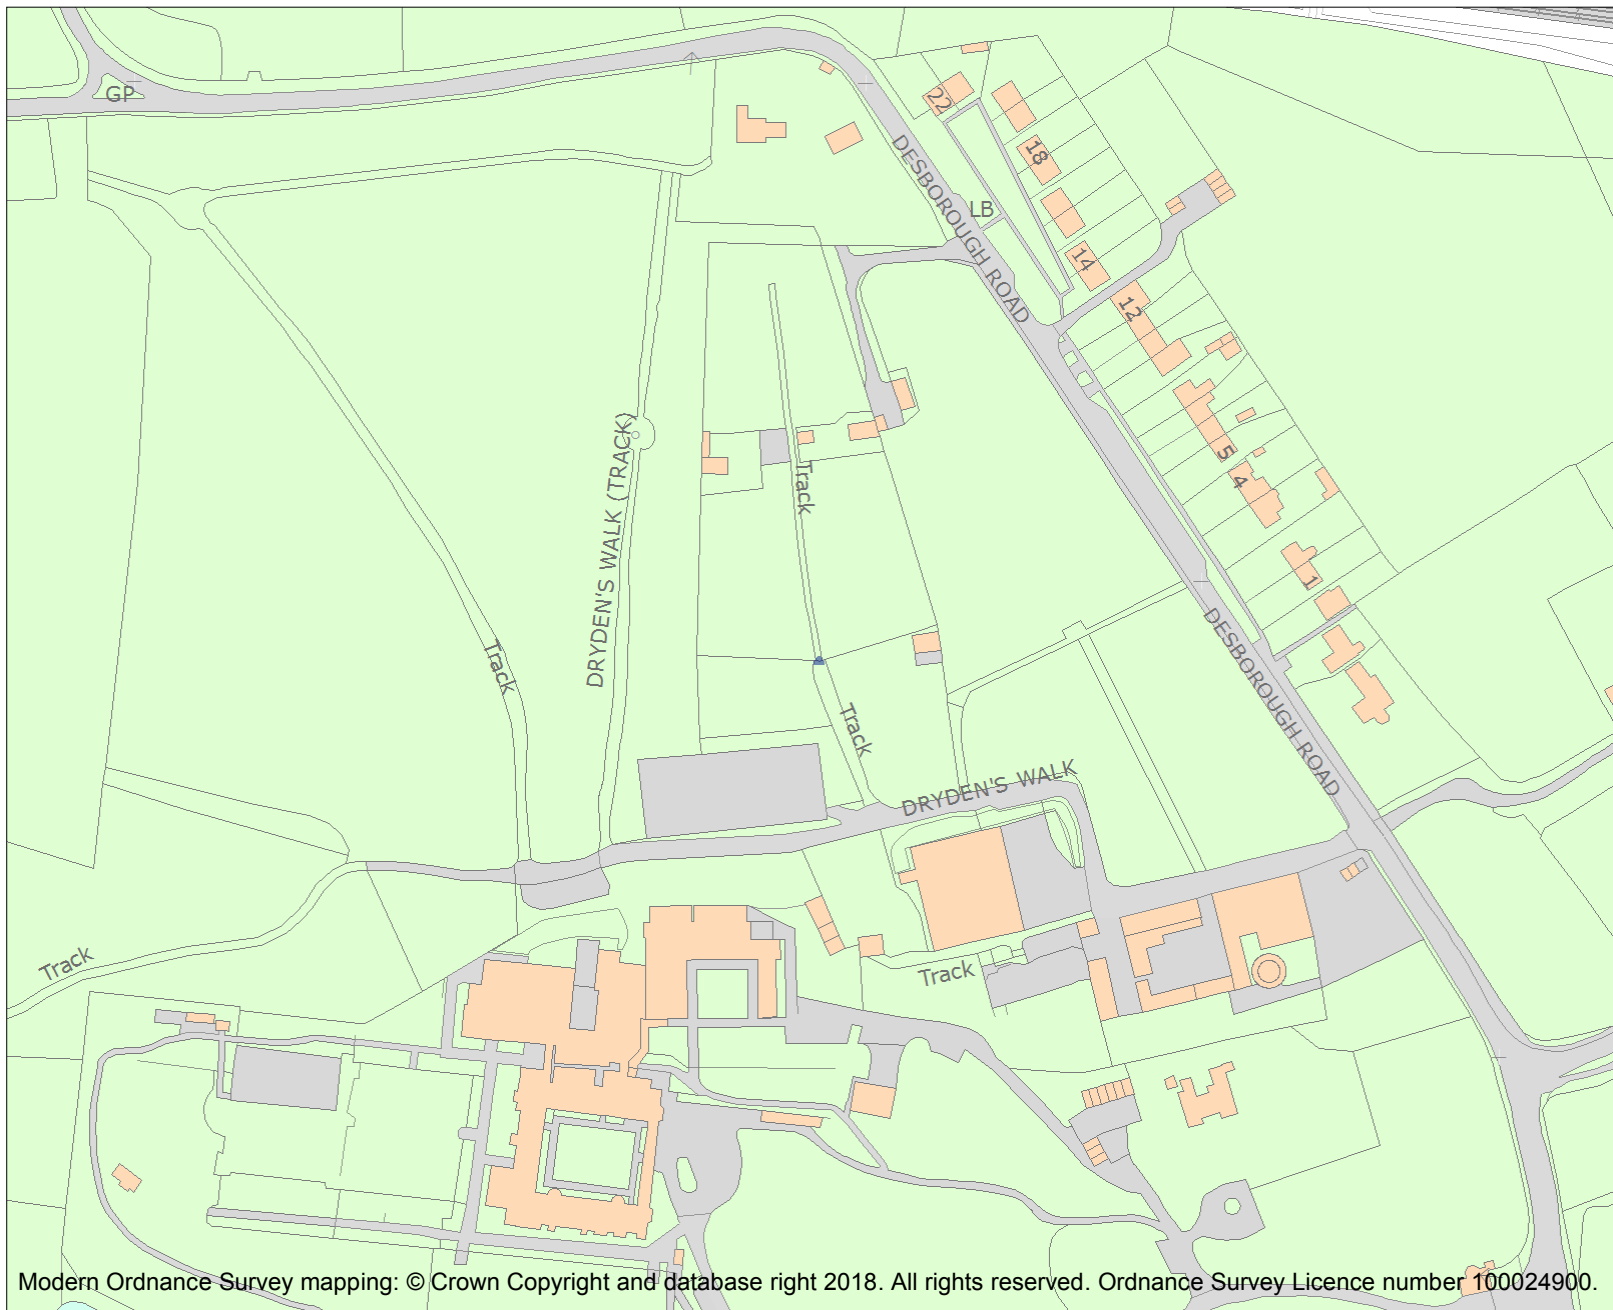 GP
22
DESBOROUGH ROAD
18
LB
14
12
DRYDEN'S WALK (TRACK)
Track
5
4
1
Track
DESBOROUGH ROAD
Track
DRYDEN'S WALK
Track
Track
Modern Ordnance Survey mapping: © Crown Copyright and database right 2018. All rights reserved. Ordnance Survey Licence number 100024900.